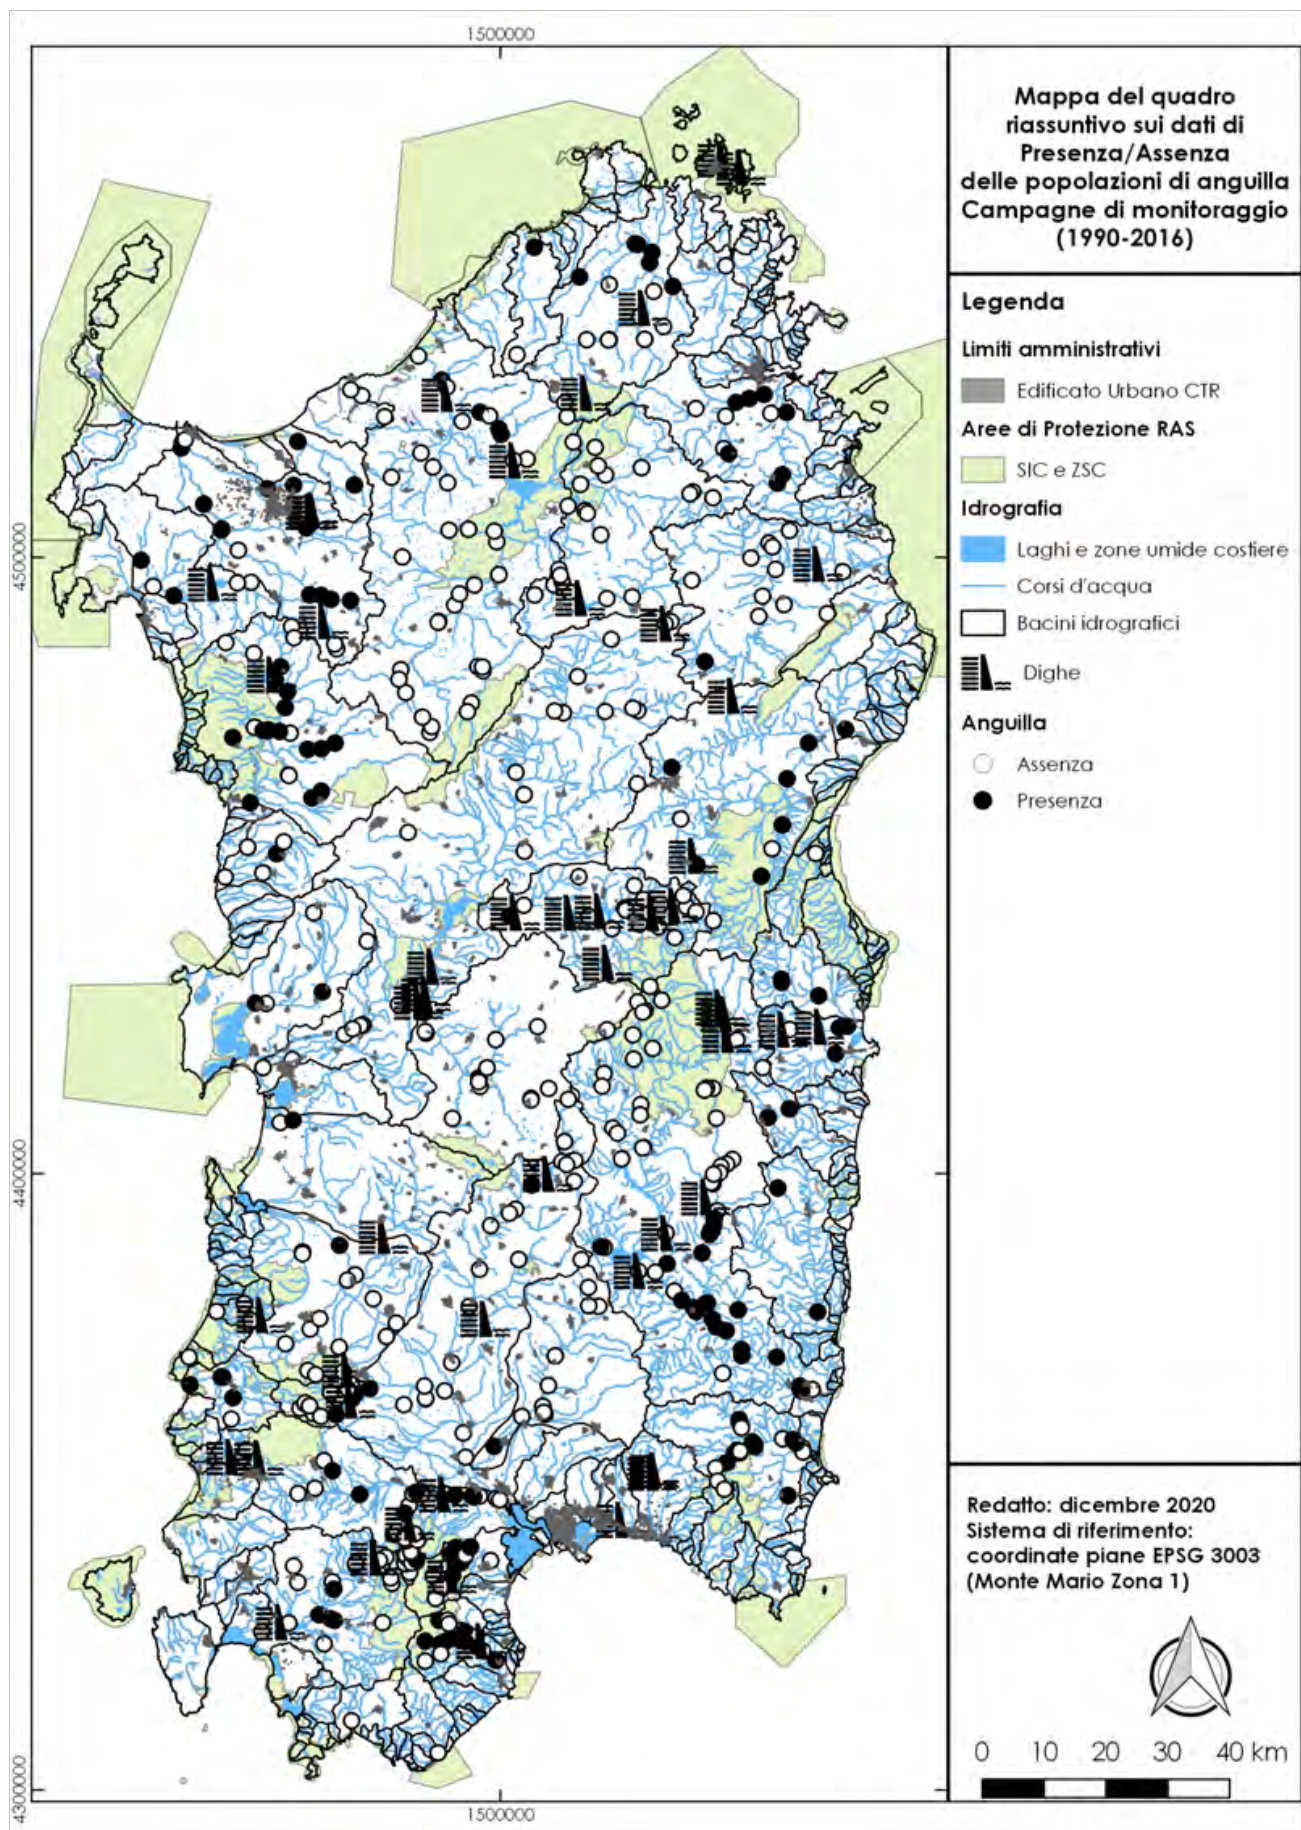 1500000
Mappa del quadro
riassuntivo sui dati di
Presenza/Assenza
delle popolazioni di anguilla
Campagne di monitoraggio
(1990-2016)
Legenda
Limiti amministrativi
Edificato Urbano CTR
Aree di Protezione RAS
SIC e ZSC
Idrografia
Laghi e zone umide costiere
Corsi d'acqua
Bacini idrografici
Dighe
Anguilla
Assenza
Presenza
4500000
4500000
4400000
4400000
4300000
Redatto: dicembre 2020
Sistema di riferimento:
coordinate piane EPSG 3003
(Monte Mario Zona 1)
0 10 20 30 40 km
1500000